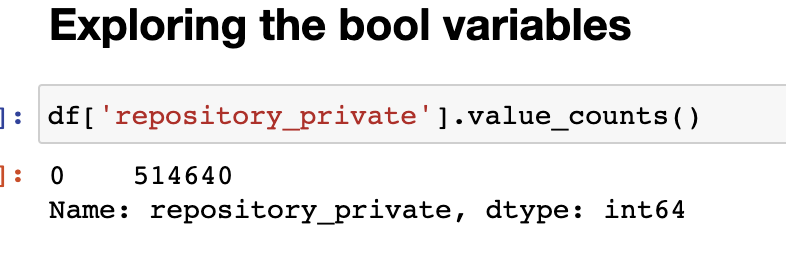 Exploring the bool variables
]: df['repository_private'].value_counts()
]: 0    514640
Name: repository_private, dtype: int64